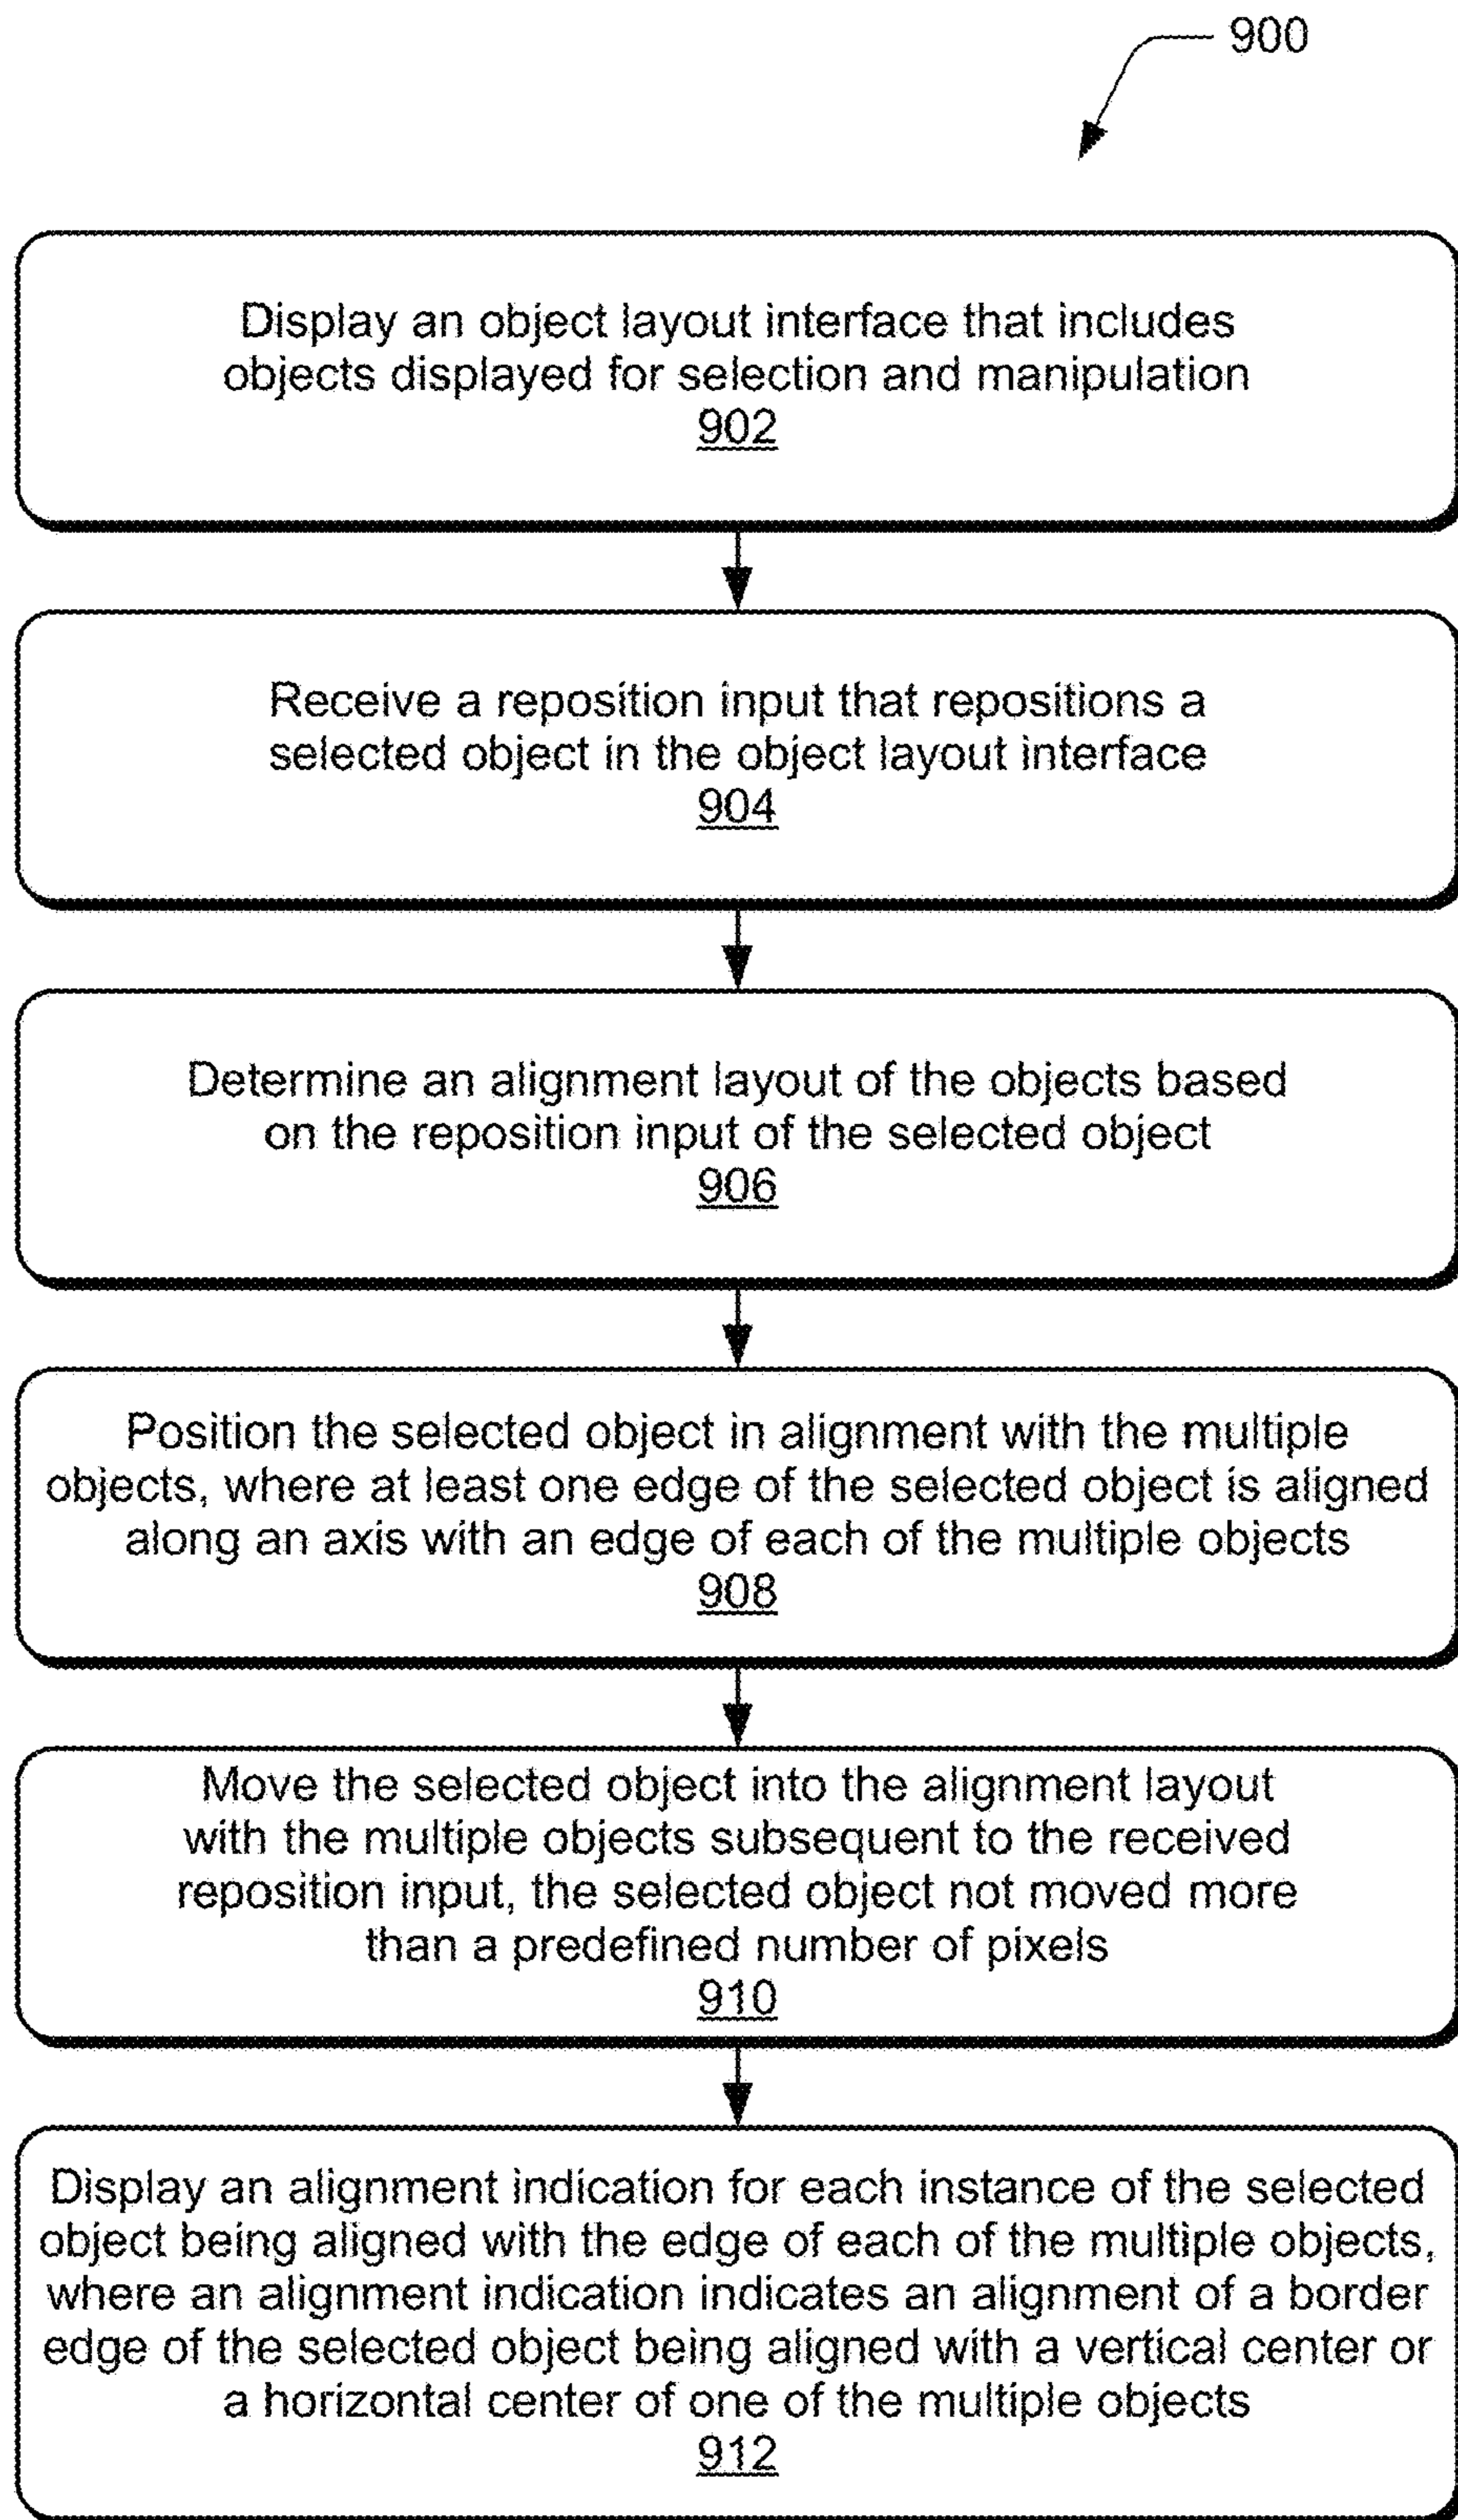 900
Display an object layout interface that includes
objects displayed for selection and manipulation
902
Receive a reposition input that repositions a
selected object in the object layout interface
904
Determine an alignment layout of the objects based
on the reposition input of the selected object
906
Position the selected object in alignment with the multiple
objects, where at least one edge of the selected object is aligned
along an axis with an edge of each of the multiple objects
908
Move the selected object into the alignment layout
with the multiple objects subsequent to the received
reposition input, the selected object not moved more
than a predefined number of pixels
910
Display an alignment indication for each instance of the selected
object being aligned with the edge of each of the multiple objects,
where an alignment indication indicates an alignment of a border
edge of the selected object being aligned with a vertical center or
a horizontal center of one of the multiple objects
912